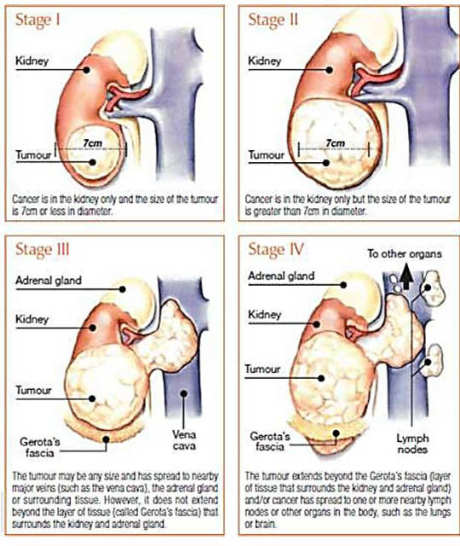 Stage I
Kidney
7cm
Tumour
Cancer is in the kidney only and the size of the tumour
is 7cm or less in diameter.
Stage II
Kidney
7cm
Tumour
Cancer is in the kidney only but the size of the tumour
is greater than 7cm in diameter.
Stage III
Adrenal gland
Kidney
Tumour
Gerota's
fascia
Vena
cava
The tumour may be any size and has spread to nearby
major veins (such as the vena cava), the adrenal gland
or surrounding tissue. However, it does not extend
beyond the layer of tissue (called Gerota's fascia) that
surrounds the kidney and adrenal gland.
Stage IV
To other organs
Adrenal gland
Kidney
Tumour
Gerota's
fascia
Lymph
nodes
The tumour extends beyond the Gerota's fascia (layer
of tissue that surrounds the kidney and adrenal gland)
and/or cancer has spread to one or more nearby lymph
nodes or other organs in the body, such as the lungs
or brain.